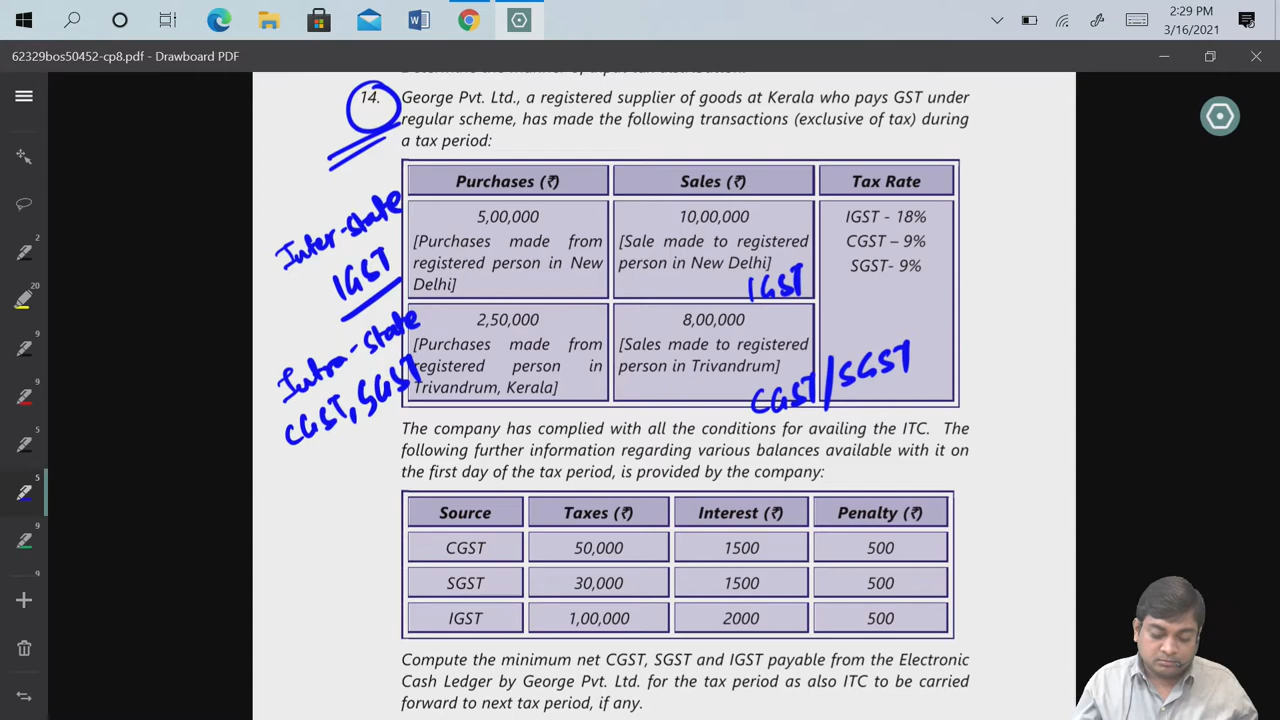 2:29 PM
3/16/2021
62329bos50452-cp8.pdf - Drawboard PDF
14. George Pvt. Ltd., a registered supplier of goods at Kerala who pays GST under
regular scheme, has made the following transactions (exclusive of tax) during
a tax period:
Purchases (₹) Sales (₹) Tax Rate
5,00,000 10,00,000 IGST - 18%
[Purchases made from [Sale made to registered CGST – 9%
registered person in New person in New Delhi] SGST- 9%
Delhi]
Inter-state
IGST
IGST
2,50,000 8,00,000
[Purchases made from [Sales made to registered
registered person in person in Trivandrum]
Trivandrum, Kerala]
Intra-state
CGST, SGST
CGST/SGST
The company has complied with all the conditions for availing the ITC. The
following further information regarding various balances available with it on
the first day of the tax period, is provided by the company:
Source Taxes (₹) Interest (₹) Penalty (₹)
CGST 50,000 1500 500
SGST 30,000 1500 500
IGST 1,00,000 2000 500
Compute the minimum net CGST, SGST and IGST payable from the Electronic
Cash Ledger by George Pvt. Ltd. for the tax period as also ITC to be carried
forward to next tax period, if any.
2
20
9
9
5
5
9
9